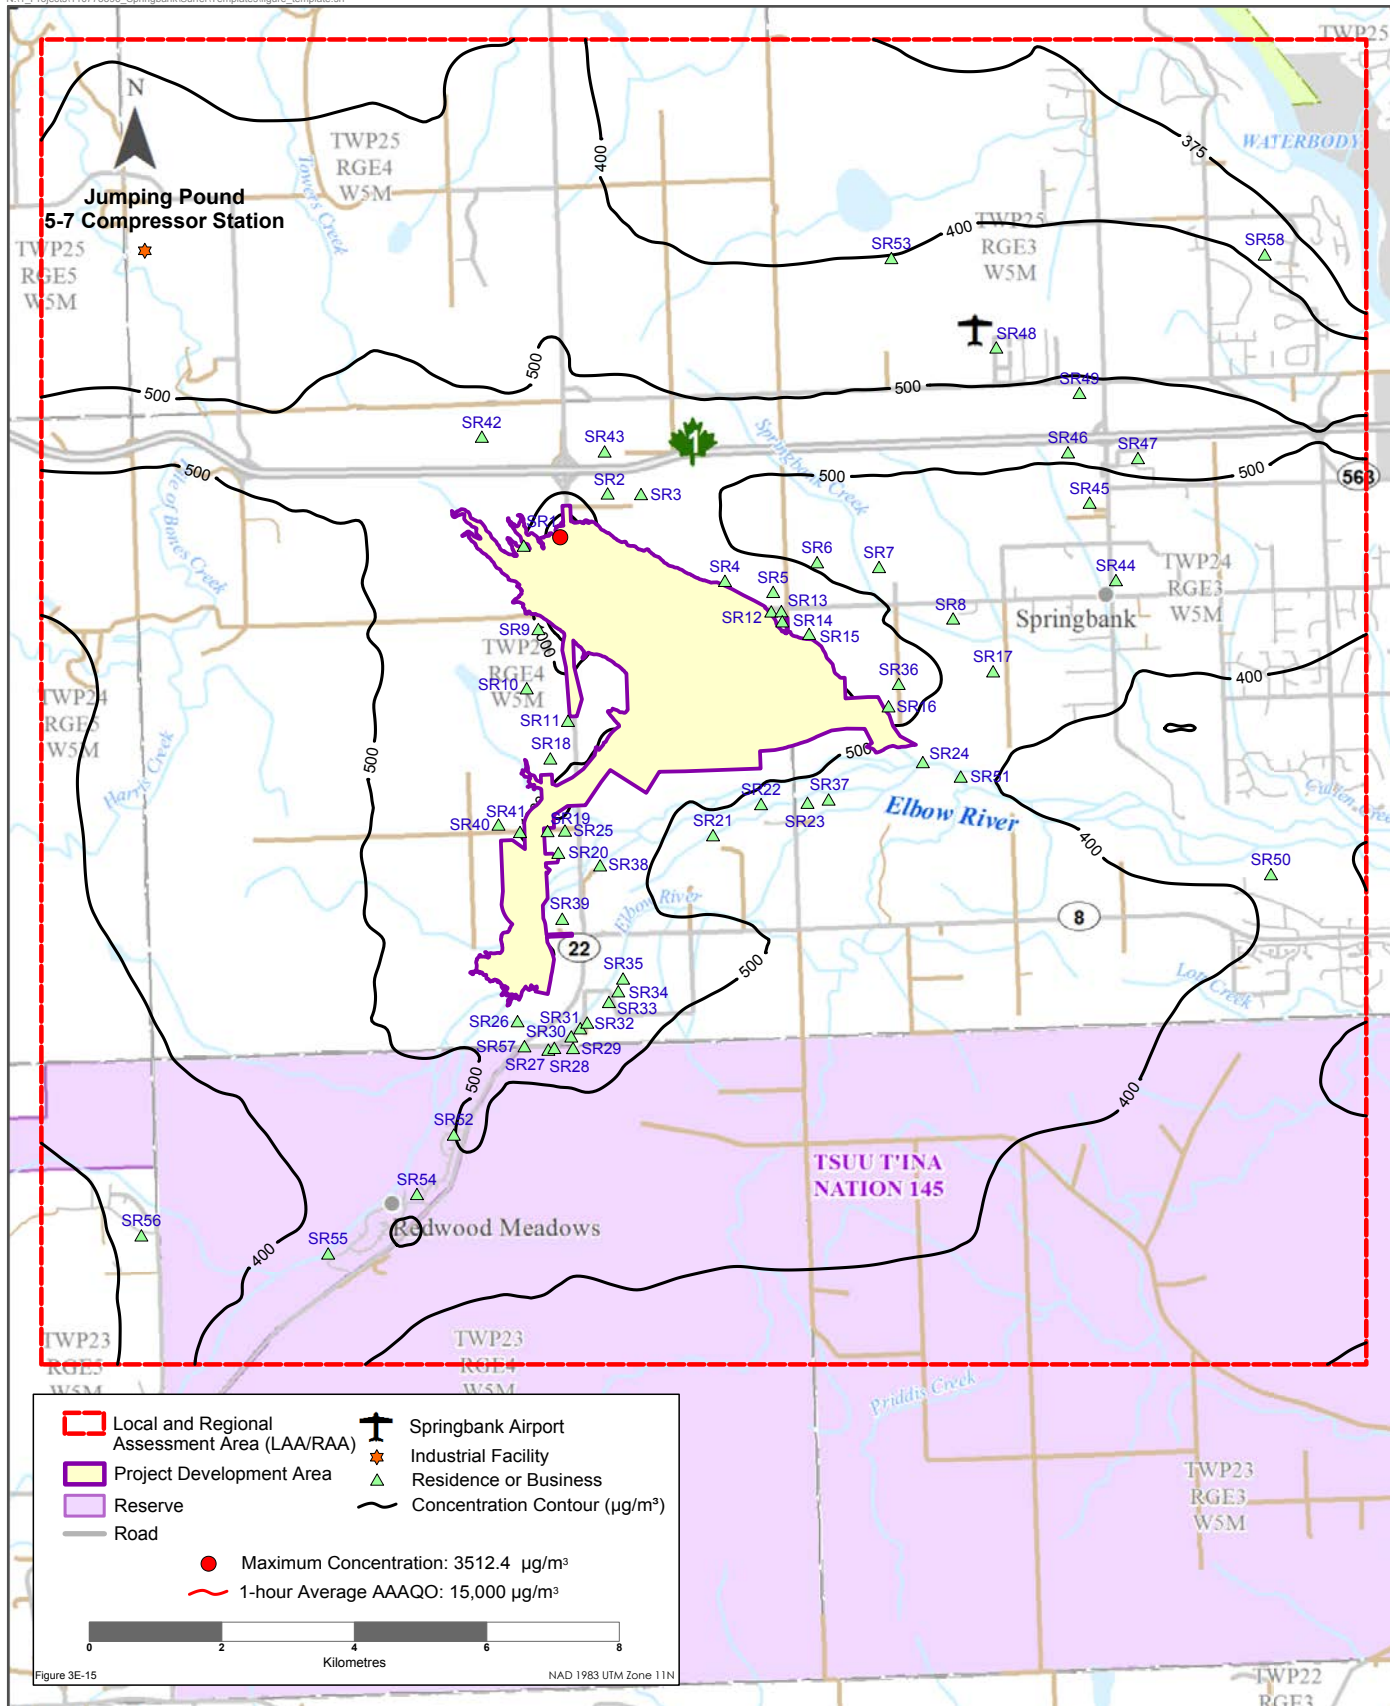 TWP25
N
TWP25
RGE4
W5M
Towers Creek
400
375
WATERBODY
Jumping Pound
5-7 Compressor Station
TWP25
RGE5
W5M
TWP25
RGE3
W5M
400
SR53
SR58
SR48
500
500
500
SR49
SR42
SR43
1
Springbank Creek
SR46
SR47
500
500
500
563
SR2
SR3
SR45
SR1
SR4
SR5
SR6
SR7
SR44
TWP24
RGE3
W5M
SR12
SR13
SR14
SR15
SR8
Springbank
SR9
RGE4
W5M
SR10
SR36
SR17
400
TWP24
RGE5
W5M
SR11
SR16
SR18
500
500
SR24
SR51
Harris Creek
SR22
SR37
SR23
Elbow River
SR41
SR40
SR19
SR25
SR21
SR20
SR38
400
SR50
Elbow River
SR39
22
8
500
SR35
SR34
SR33
SR26
SR31
SR32
SR30
SR57
SR29
SR27
SR28
500
400
SR52
TSUU T'INA
NATION 145
SR54
Redwood Meadows
SR56
SR55
400
TWP23
RGE5
W5M
TWP23
RGE4
W5M
Priddis Creek
TWP23
RGE3
W5M
Local and Regional
Assessment Area (LAA/RAA)
Project Development Area
Reserve
Road
Springbank Airport
Industrial Facility
Residence or Business
Concentration Contour (µg/m³)
Maximum Concentration: 3512.4 µg/m³
1-hour Average AAAQO: 15,000 µg/m³
0 2 4 6 8
Kilometres
Figure 3E-15
NAD 1983 UTM Zone 11N
TWP22
RGE3